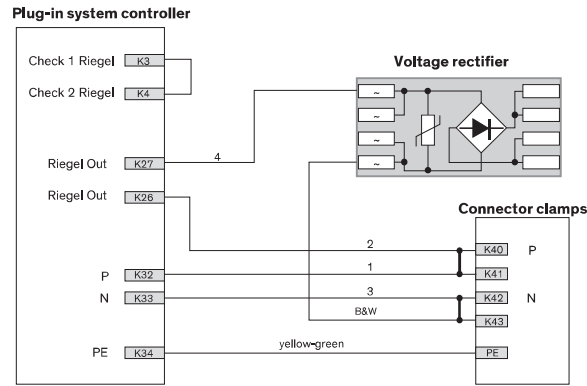 Plug-in system controller
Check 1 Riegel K3
Check 2 Riegel K4
Voltage rectifier
~
~
~
~
Riegel Out K27 4
Riegel Out K26
Connector clamps
2 K40 P
P K32 1 K41
N K33 3 K42 N
B&W K43
PE K34 yellow-green PE